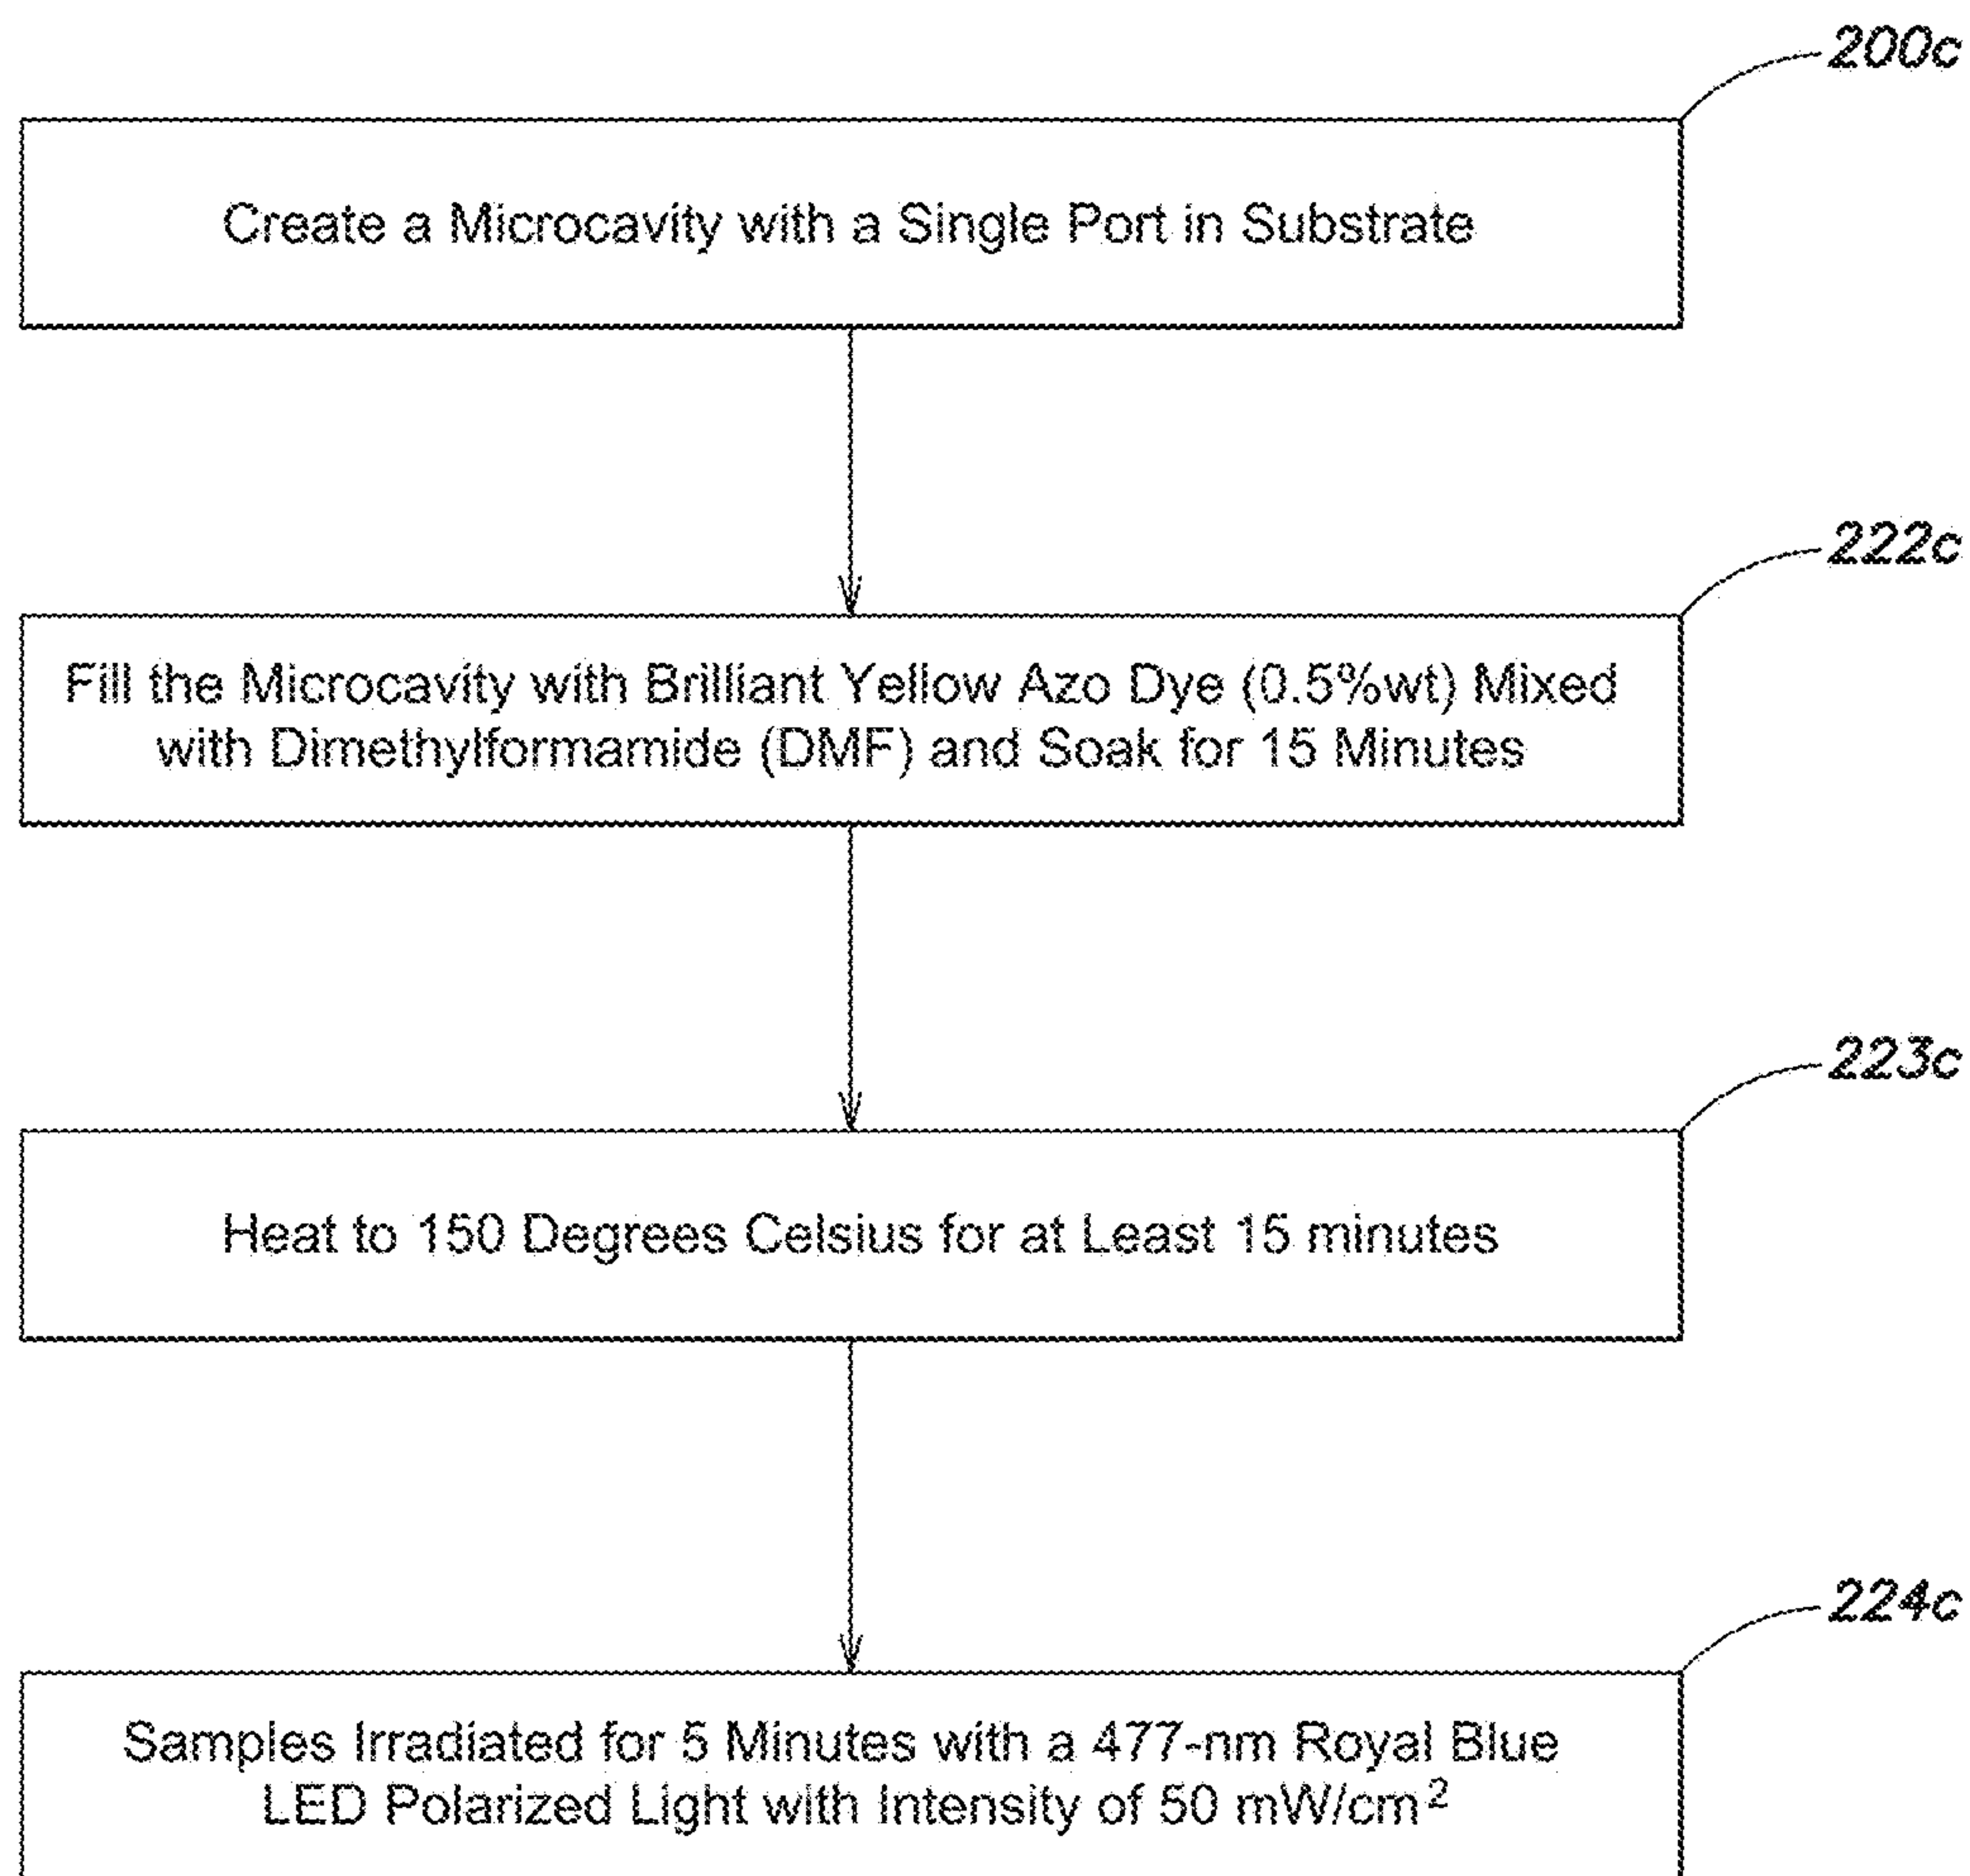 200c
Create a Microcavity with a Single Port in Substrate
222c
Fill the Microcavity with Brilliant Yellow Azo Dye (0.5%wt) Mixed
with Dimethylformamide (DMF) and Soak for 15 Minutes
223c
Heat to 150 Degrees Celsius for at Least 15 minutes
224c
Samples Irradiated for 5 Minutes with a 477-nm Royal Blue
LED Polarized Light with Intensity of 50 mW/cm²